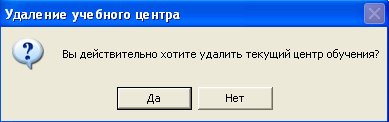 Удаление учебного центра
Вы действительно хотите удалить текущий центр обучения?
Да
Нет